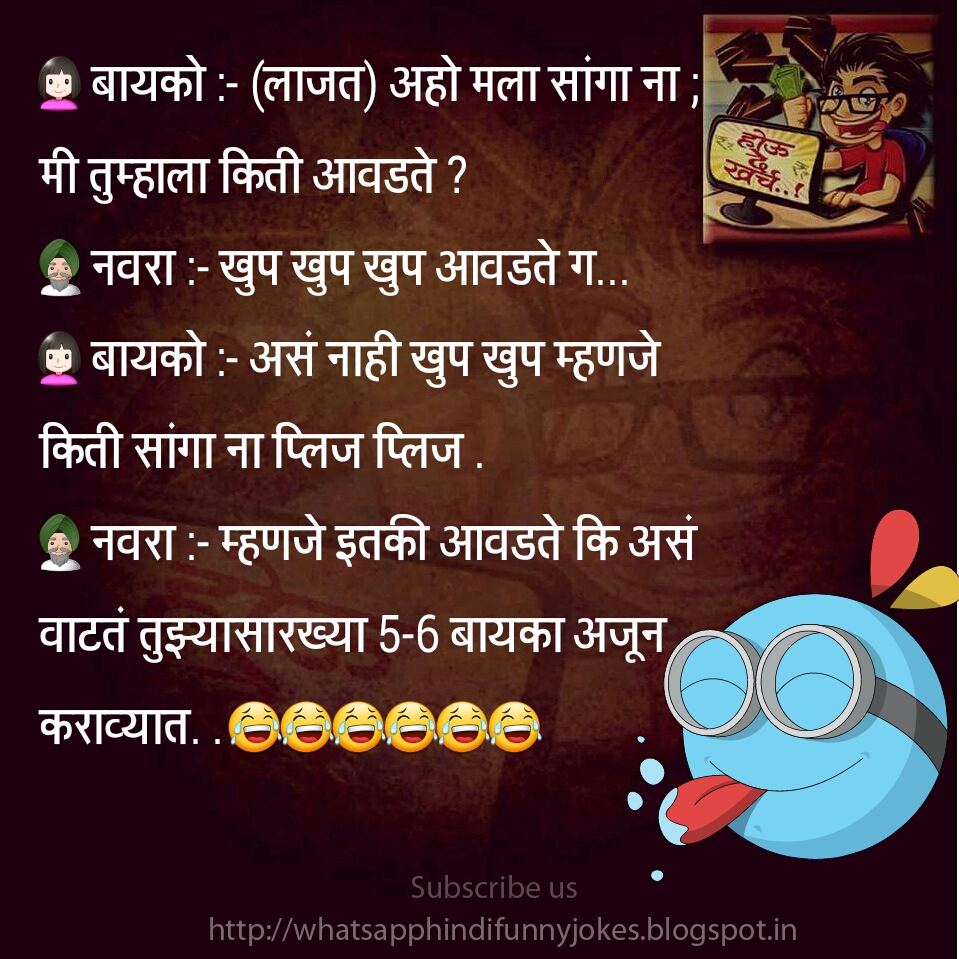 👩🏻 बायको :- (लाजत) अहो मला सांगा ना ;
मी तुम्हाला किती आवडते ?
👳🏼 नवरा :- खुप खुप खुप आवडते ग...
👩🏻 बायको :- असं नाही खुप खुप म्हणजे
किती सांगा ना प्लिज प्लिज .
👳🏼 नवरा :- म्हणजे इतकी आवडते कि असं
वाटतं तुझ्यासारख्या 5-6 बायका अजून
कराव्यात. . 😂😂😂😂😂😂
होऊ
दे
खर्च..!
Subscribe us
http://whatsapphindifunnyjokes.blogspot.in